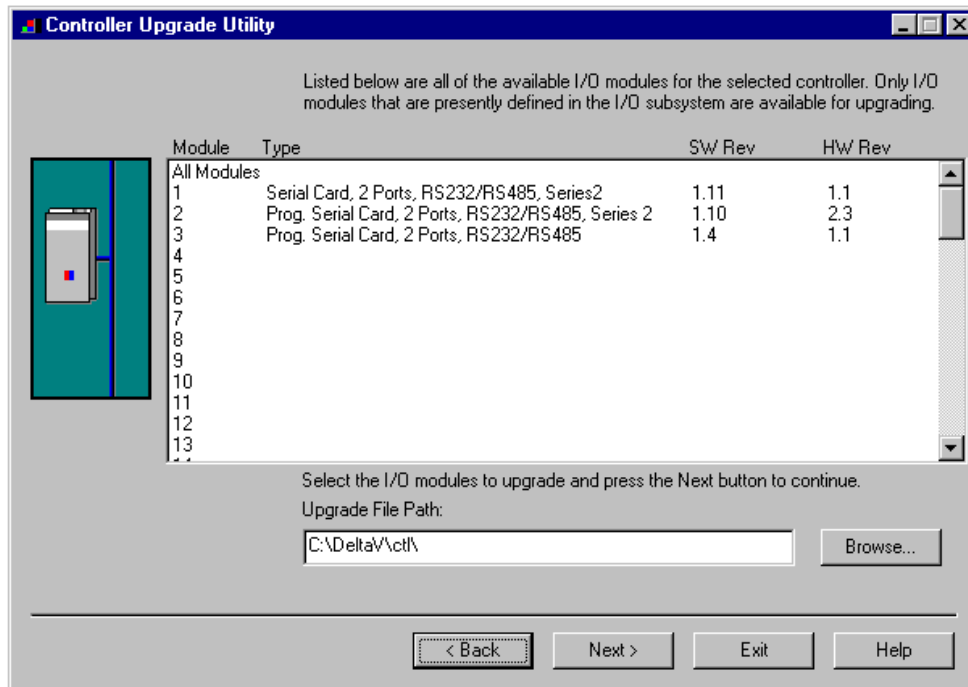 Controller Upgrade Utility
Listed below are all of the available I/O modules for the selected controller. Only I/O
modules that are presently defined in the I/O subsystem are available for upgrading.
Module Type SW Rev HW Rev
All Modules
1 Serial Card, 2 Ports, RS232/RS485, Series2 1.11 1.1
2 Prog. Serial Card, 2 Ports, RS232/RS485, Series 2 1.10 2.3
3 Prog. Serial Card, 2 Ports, RS232/RS485 1.4 1.1
4
5
6
7
8
9
10
11
12
13
Select the I/O modules to upgrade and press the Next button to continue.
Upgrade File Path:
C:\DeltaV\ctl\
Browse...
< Back Next > Exit Help